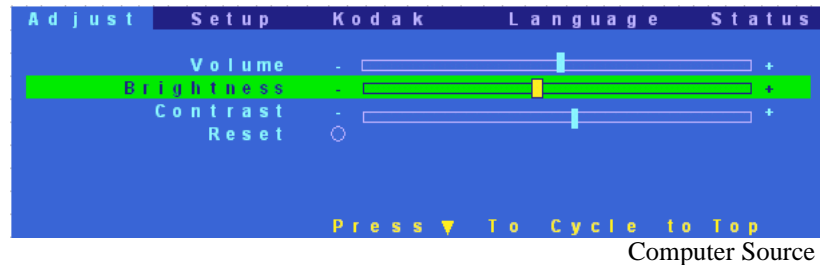 Adjust Setup Kodak Language Status
Volume - +
Brightness - +
Contrast - +
Reset
Press ▼ To Cycle to Top
Computer Source